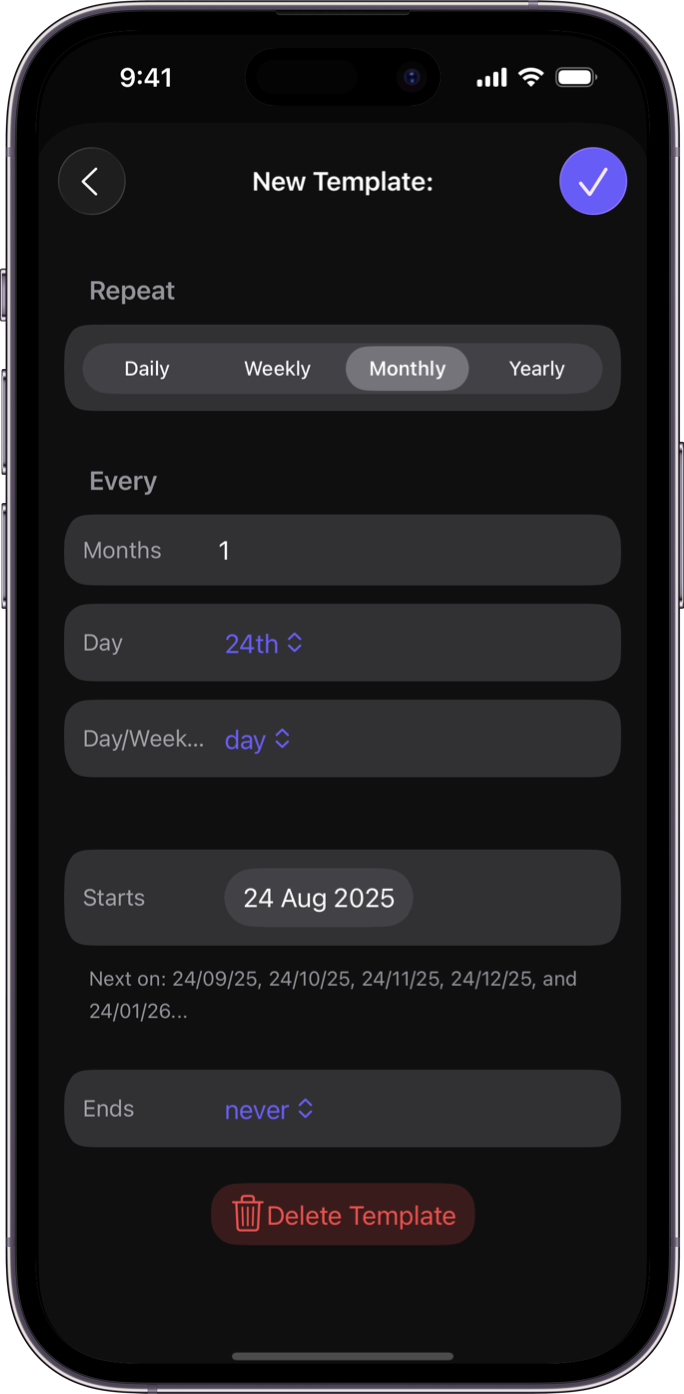 9:41
New Template:
Repeat
Daily Weekly Monthly Yearly
Every
Months 1
Day 24th
Day/Week... day
Starts 24 Aug 2025
Next on: 24/09/25, 24/10/25, 24/11/25, 24/12/25, and
24/01/26...
Ends never
Delete Template